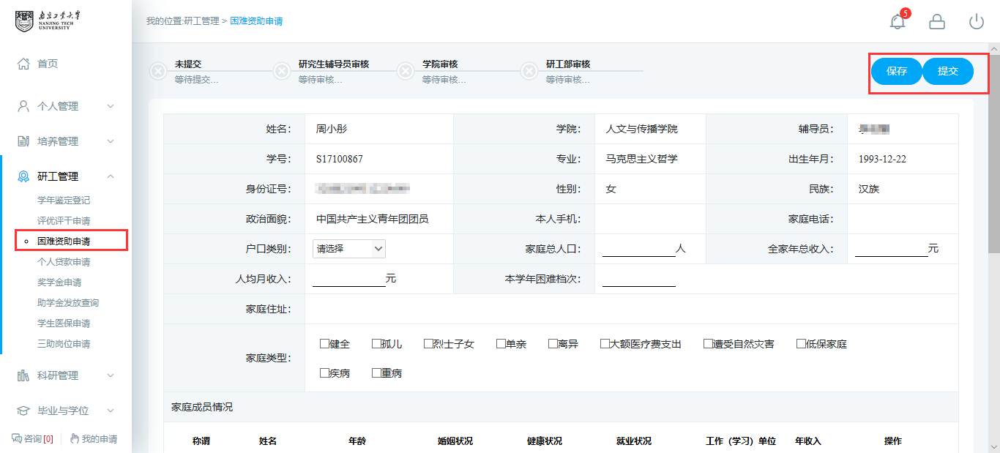 南京工业大学
NANJING TECH
UNIVERSITY
首页
个人管理
培养管理
研工管理
学年鉴定登记
评优评干申请
困难资助申请
个人贷款申请
奖学金申请
助学金发放查询
学生医保申请
三助岗位申请
科研管理
毕业与学位
咨询[0] 我的申请
我的位置:研工管理 > 困难资助申请
5
未提交 研究生辅导员审核 学院审核 研工部审核
等待提交... 等待审核... 等待审核... 等待审核...
保存 提交
姓名: 周小彤 学院: 人文与传播学院 辅导员:
学号: S17100867 专业: 马克思主义哲学 出生年月: 1993-12-22
身份证号: 性别: 女 民族: 汉族
政治面貌: 中国共产主义青年团团员 本人手机: 家庭电话:
户口类别: 请选择 家庭总人口: 人 全家年总收入: 元
人均月收入: 元 本学年困难档次:
家庭住址:
家庭类型: 健全 孤儿 烈士子女 单亲 离异 大额医疗费支出 遭受自然灾害 低保家庭
疾病 重病
家庭成员情况
称谓 姓名 年龄 婚姻状况 健康状况 就业状况 工作（学习）单位 年收入 操作